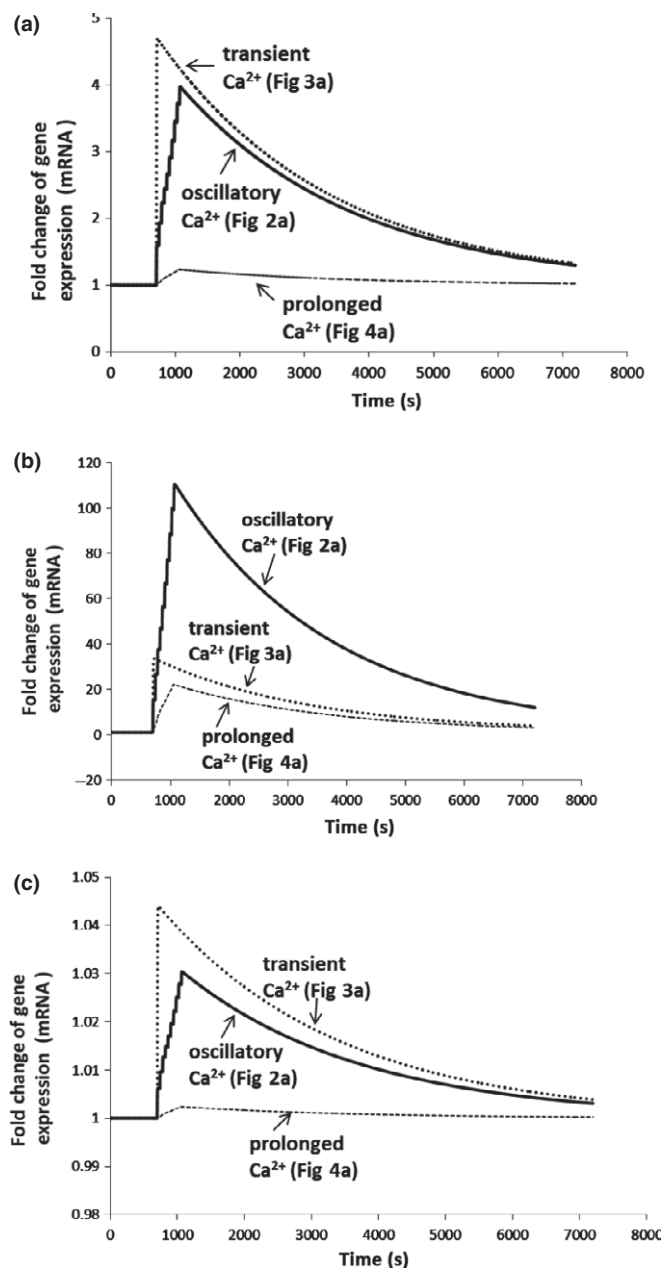 (a)
Fold change of gene
expression (mRNA)
5
4
3
2
1
0
transient
Ca²⁺ (Fig 3a)
oscillatory
Ca²⁺ (Fig 2a)
prolonged
Ca²⁺ (Fig 4a)
0 1000 2000 3000 4000 5000 6000 7000 8000
Time (s)
(b)
Fold change of gene
expression (mRNA )
120
100
80
60
40
20
0
−20
oscillatory
Ca²⁺ (Fig 2a)
transient
Ca²⁺ (Fig 3a)
prolonged
Ca²⁺ (Fig 4a)
0 1000 2000 3000 4000 5000 6000 7000 8000
Time (s)
(c)
Fold change of gene
expression (mRNA )
1.05
1.04
1.03
1.02
1.01
1
0.99
0.98
transient
Ca²⁺ (Fig 3a)
oscillatory
Ca²⁺ (Fig 2a)
prolonged
Ca²⁺ (Fig 4a)
0 1000 2000 3000 4000 5000 6000 7000 8000
Time (s)